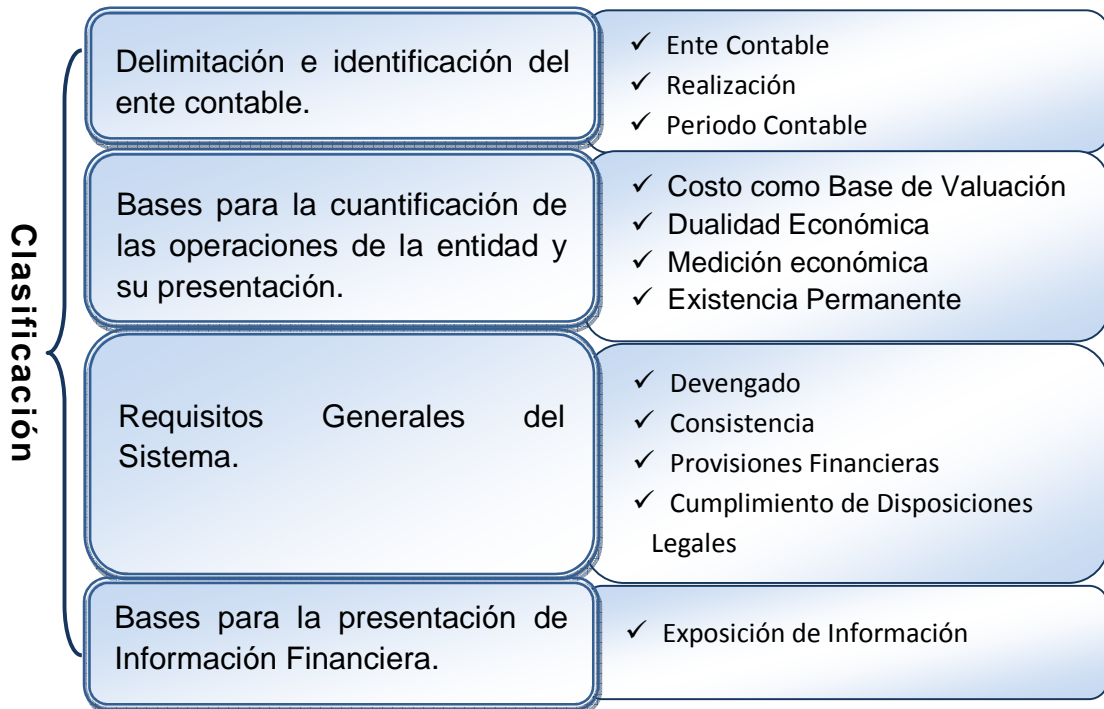 Clasificación
Delimitación e identificación del
ente contable.
✓ Ente Contable
✓ Realización
✓ Periodo Contable
Bases para la cuantificación de
las operaciones de la entidad y
su presentación.
✓ Costo como Base de Valuación
✓ Dualidad Económica
✓ Medición económica
✓ Existencia Permanente
Requisitos Generales del
Sistema.
✓ Devengado
✓ Consistencia
✓ Provisiones Financieras
✓ Cumplimiento de Disposiciones
Legales
Bases para la presentación de
Información Financiera.
✓ Exposición de Información